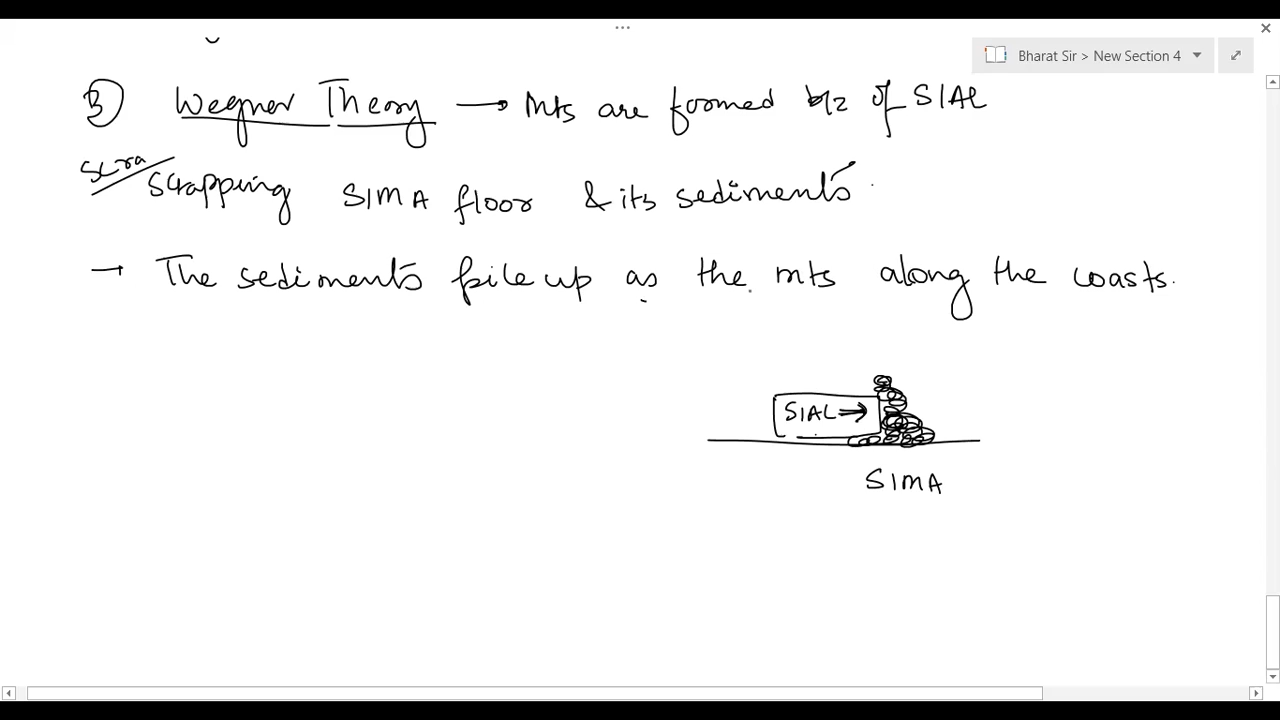 Bharat Sir > New Section 4
3) Wegner Theory → Mts are formed b/z of SIAL
Scra
Scrapping SIMA floor & its sediments.
→ The sediments pile up as the mts along the coasts.
SIAL →
SIMA